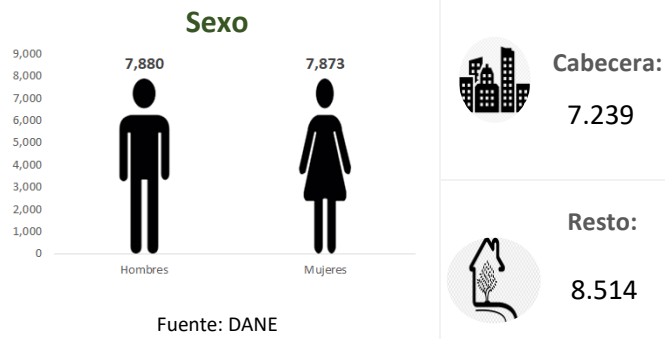 Sexo
9,000
8,000
7,000
6,000
5,000
4,000
3,000
2,000
1,000
0
7,880
7,873
Hombres
Mujeres
Fuente: DANE
Cabecera:
7.239
Resto:
8.514